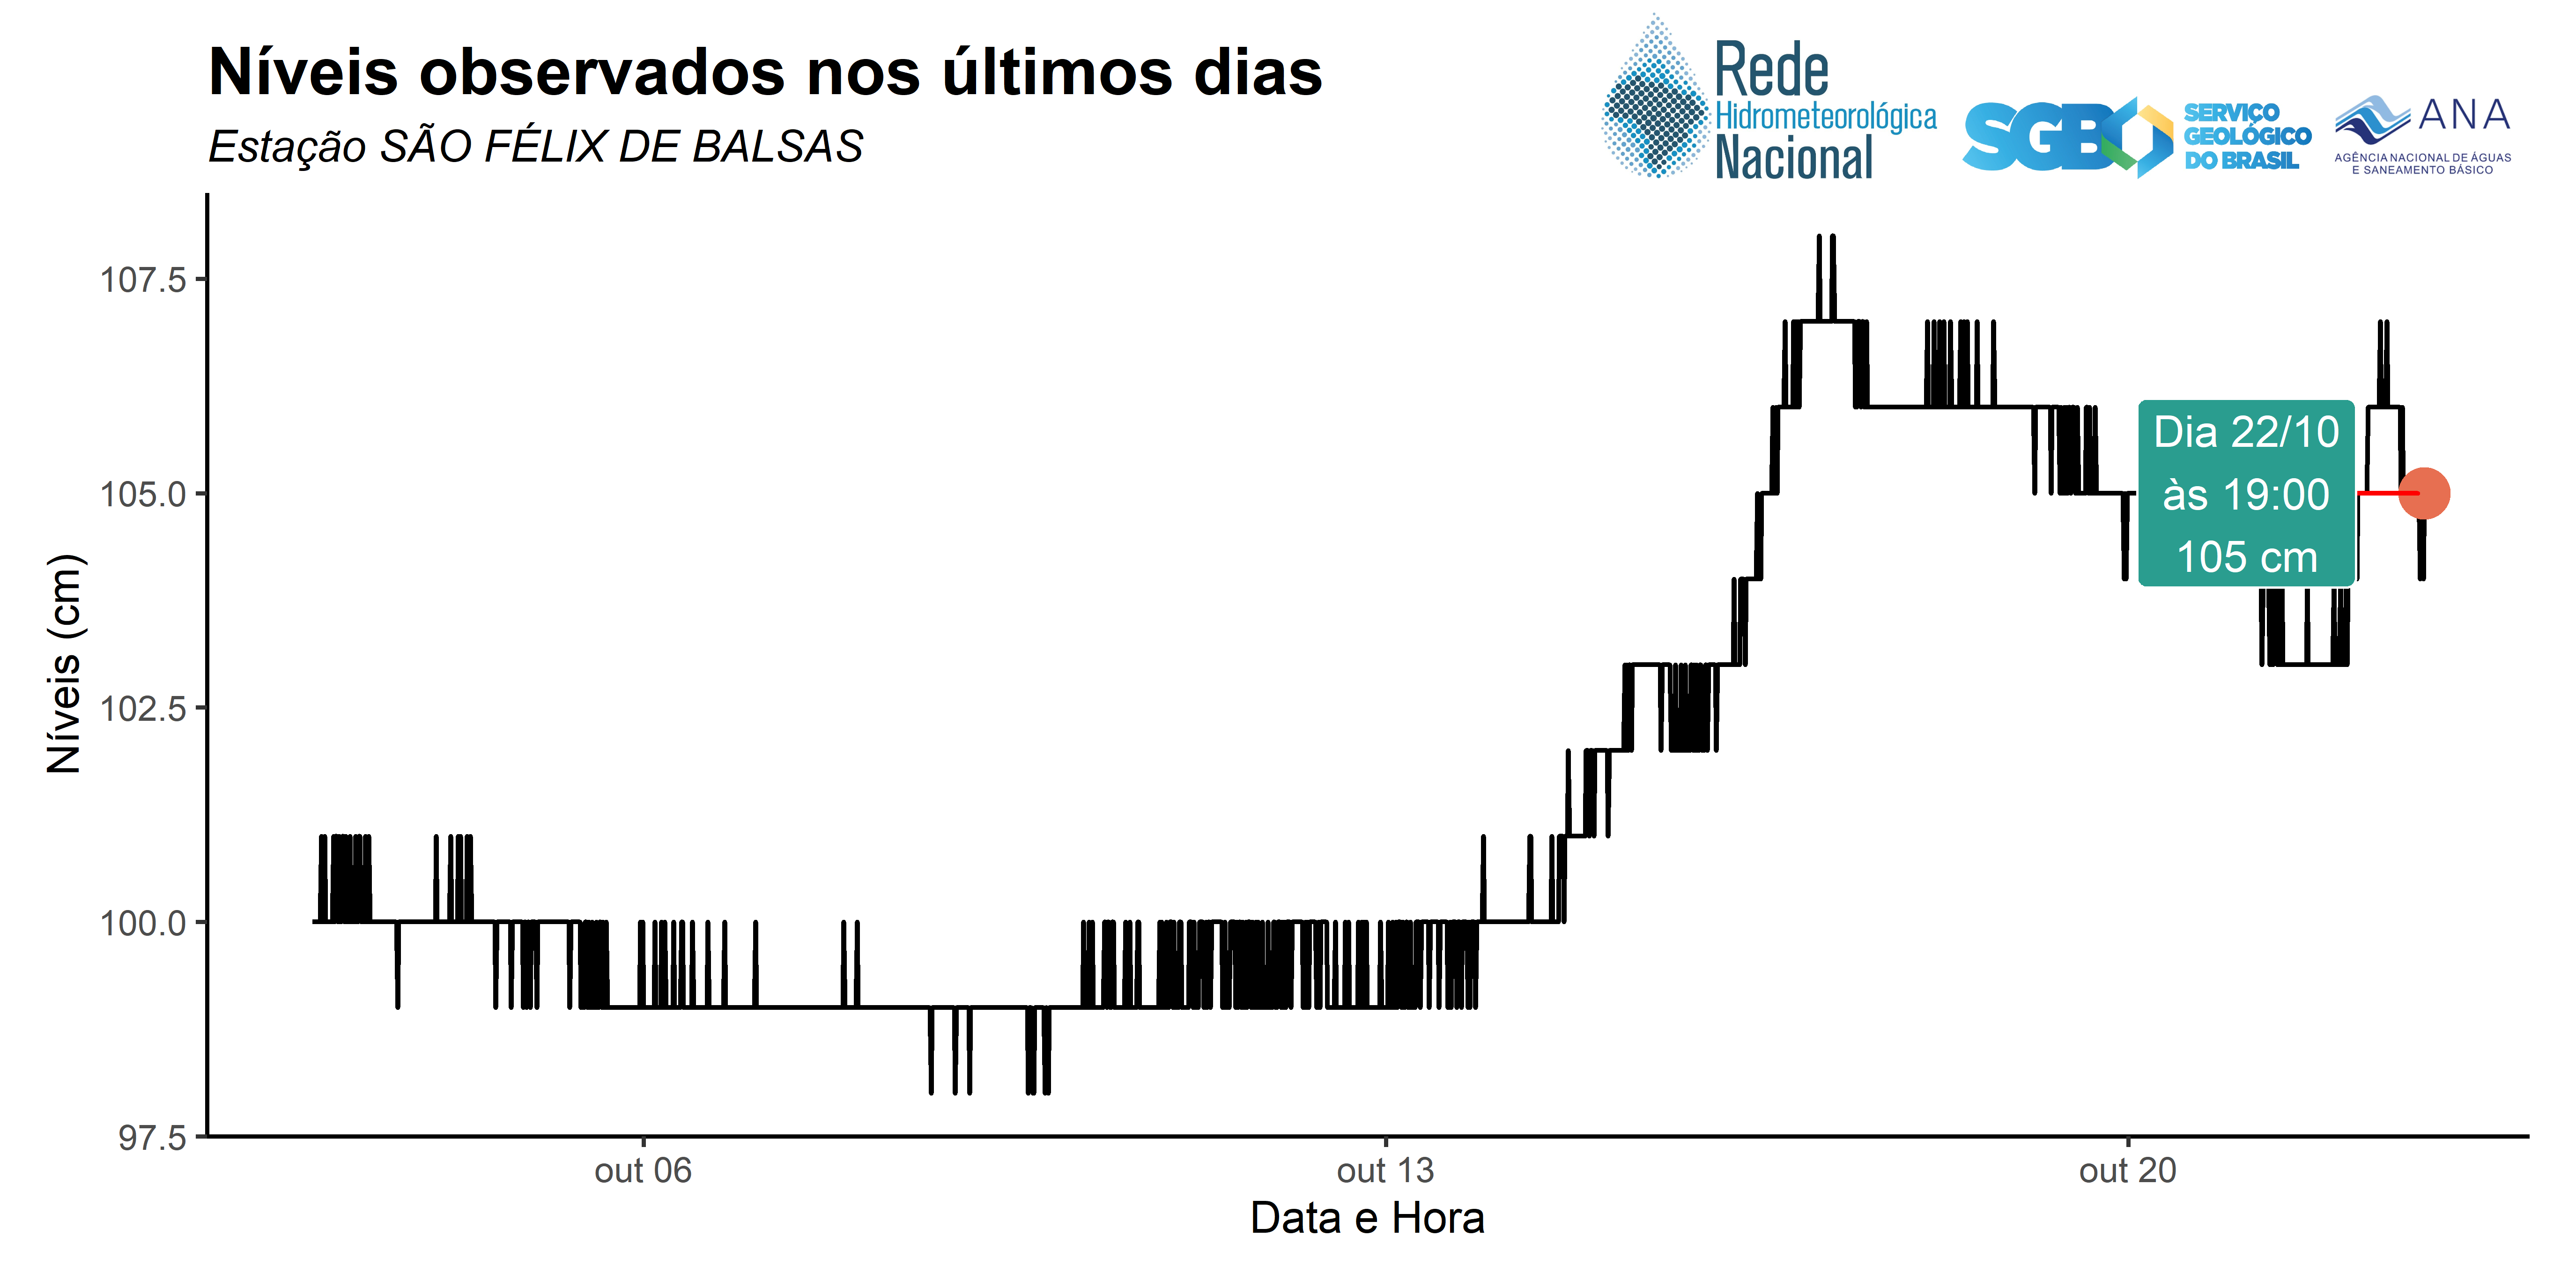 Níveis observados nos últimos dias
Estação SÃO FÉLIX DE BALSAS
Rede
Hidrometeorológica
Nacional
SGB
SERVIÇO
GEOLÓGICO
DO BRASIL
ANA
AGÊNCIA NACIONAL DE ÁGUAS
E SANEAMENTO BÁSICO
Níveis (cm)
107.5
105.0
102.5
100.0
97.5
Dia 22/10
às 19:00
105 cm
out 06
out 13
out 20
Data e Hora